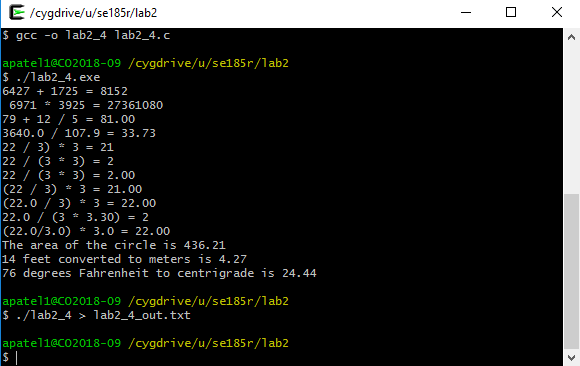 /cygdrive/u/se185r/lab2
$ gcc -o lab2_4 lab2_4.c
apatel1@CO2018-09 /cygdrive/u/se185r/lab2
$ ./lab2_4.exe
6427 + 1725 = 8152
 6971 * 3925 = 27361080
79 + 12 / 5 = 81.00
3640.0 / 107.9 = 33.73
22 / 3) * 3 = 21
22 / (3 * 3) = 2
22 / (3 * 3) = 2.00
(22 / 3) * 3 = 21.00
(22.0 / 3) * 3 = 22.00
22.0 / (3 * 3.30) = 2
(22.0/3.0) * 3.0 = 22.00
The area of the circle is 436.21
14 feet converted to meters is 4.27
76 degrees Fahrenheit to centrigrade is 24.44
apatel1@CO2018-09 /cygdrive/u/se185r/lab2
$ ./lab2_4 > lab2_4_out.txt
apatel1@CO2018-09 /cygdrive/u/se185r/lab2
$